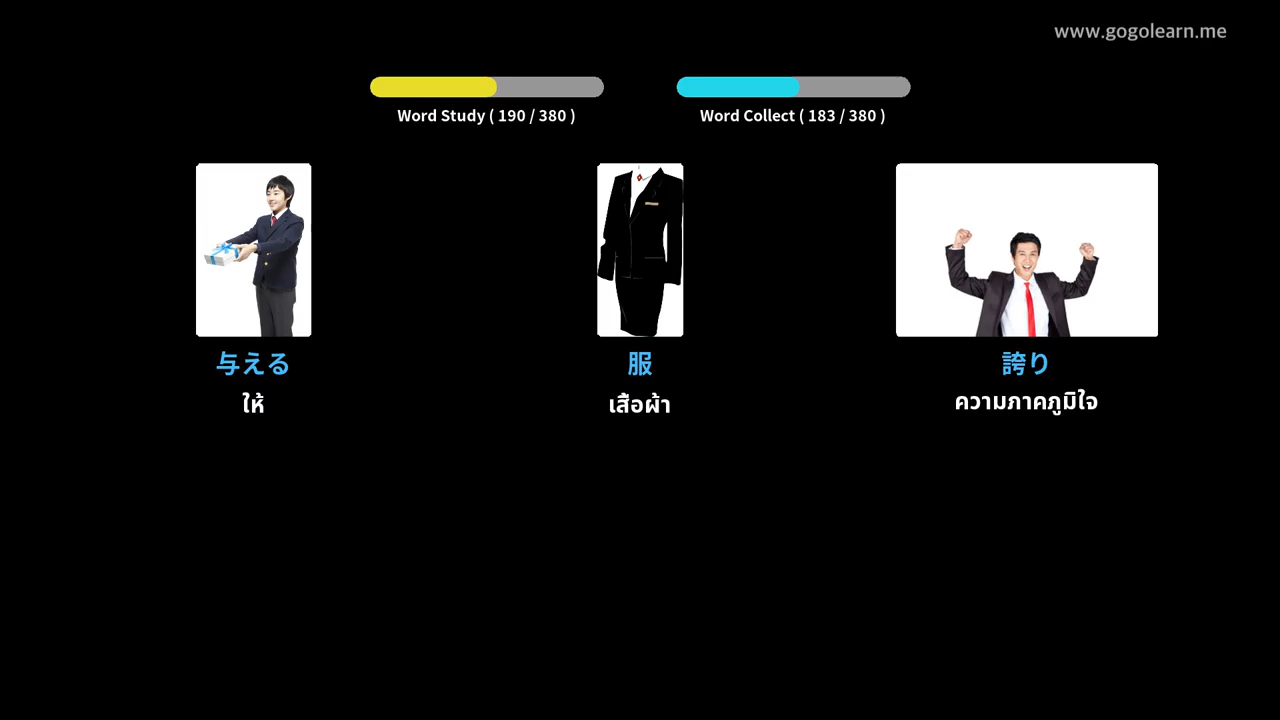 www.gogolearn.me
Word Study ( 190 / 380 )
Word Collect ( 183 / 380 )
与える
服
誇り
ให้
เสื้อผ้า
ความภาคภูมิใจ